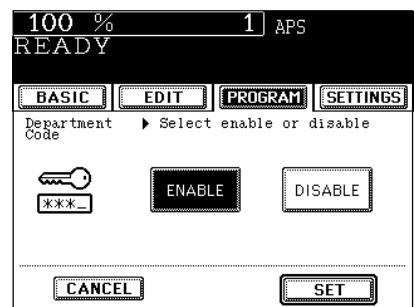 100 % 1 APS
READY
BASIC EDIT PROGRAM SETTINGS
Department ▶ Select enable or disable
Code
***_
ENABLE DISABLE
CANCEL SET